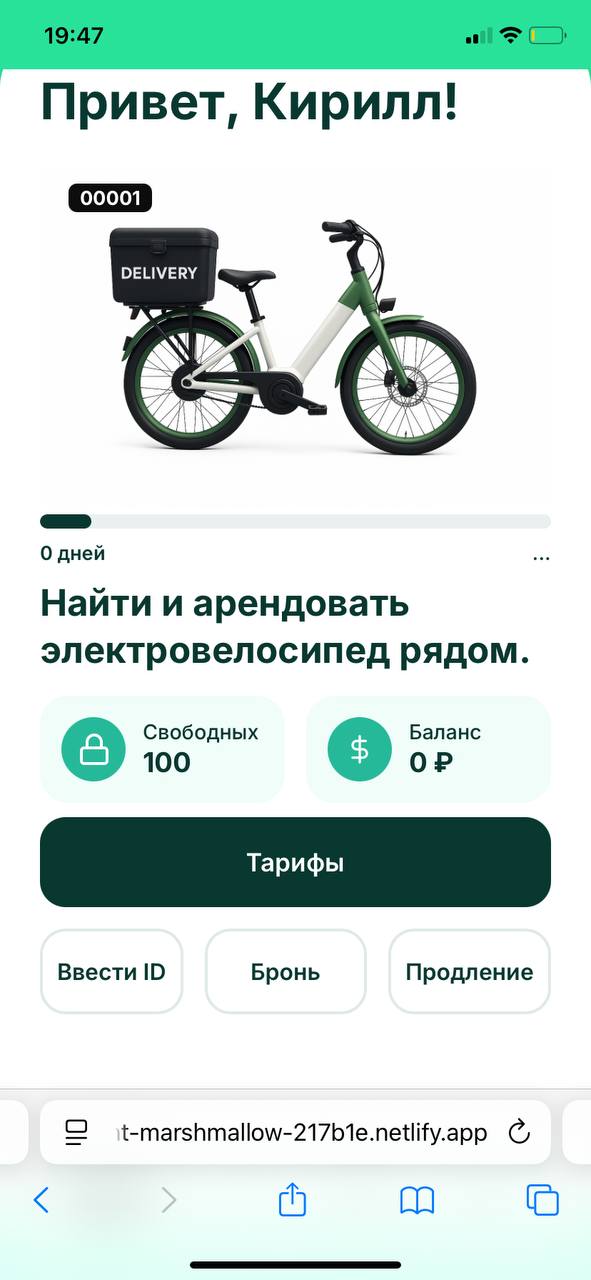 19:47
Привет, Кирилл!
00001
DELIVERY
0 дней
...
Найти и арендовать
электровелосипед рядом.
Свободных
100
Баланс
0 ₽
Тарифы
Ввести ID
Бронь
Продление
t-marshmallow-217b1e.netlify.app